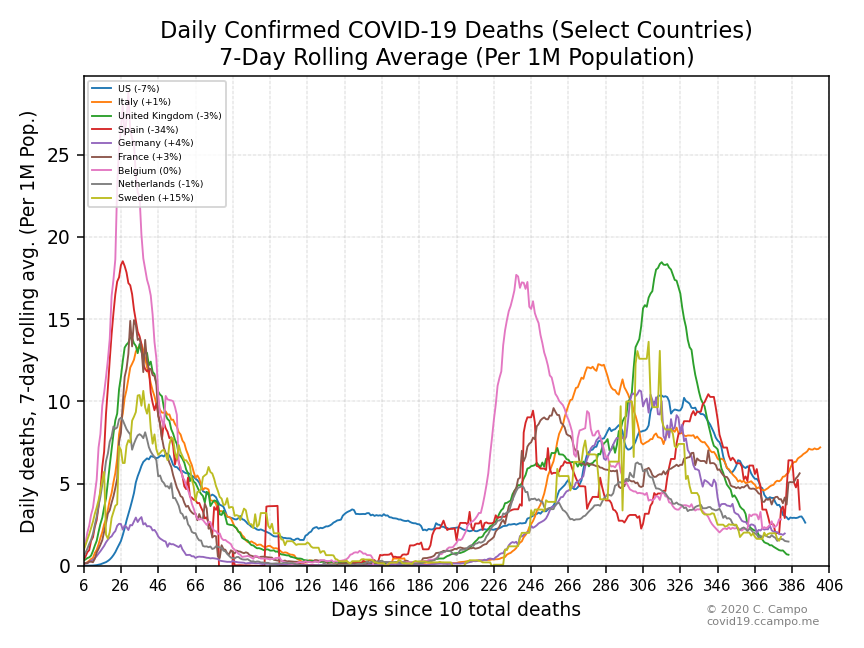 Daily Confirmed COVID-19 Deaths (Select Countries)
7-Day Rolling Average (Per 1M Population)
Daily deaths, 7-day rolling avg. (Per 1M Pop.)
US (-7%)
Italy (+1%)
United Kingdom (-3%)
Spain (-34%)
Germany (+4%)
France (+3%)
Belgium (0%)
Netherlands (-1%)
Sweden (+15%)
25
20
15
10
5
0
6 26 46 66 86 106 126 146 166 186 206 226 246 266 286 306 326 346 366 386 406
Days since 10 total deaths
© 2020 C. Campo
covid19.ccampo.me